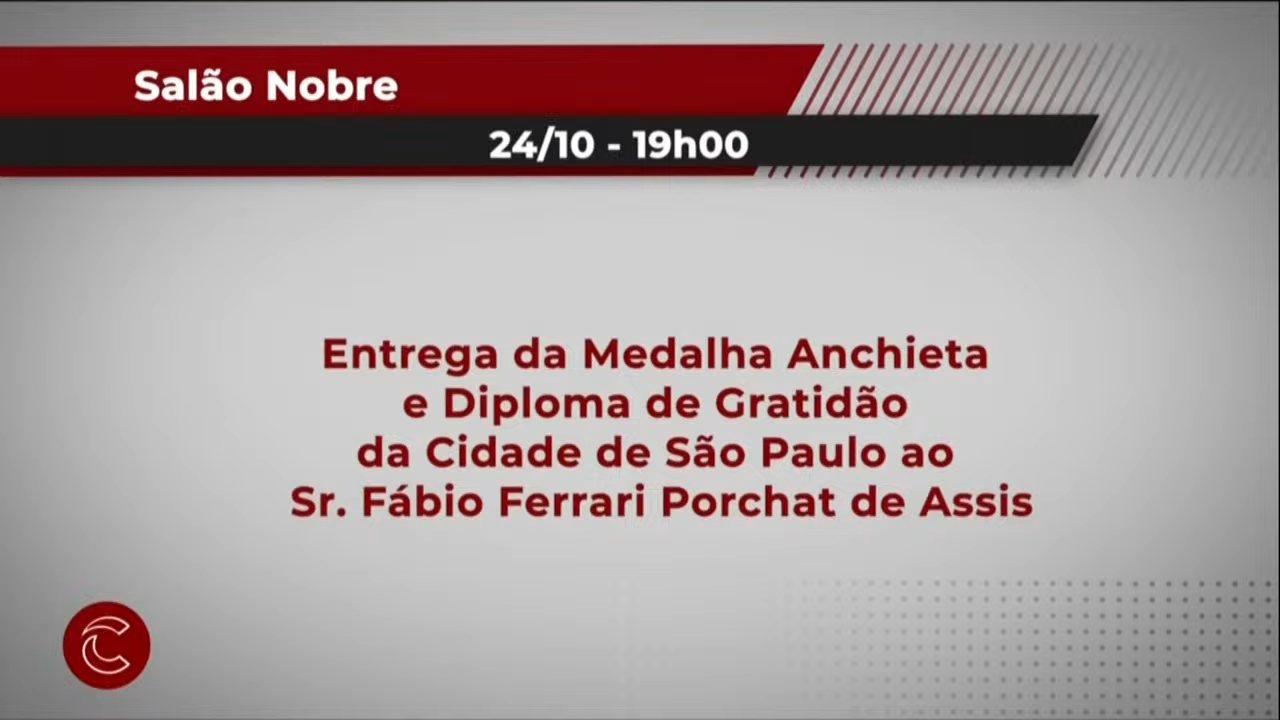 Salão Nobre
24/10 - 19h00
Entrega da Medalha Anchieta
e Diploma de Gratidão
da Cidade de São Paulo ao
Sr. Fábio Ferrari Porchat de Assis